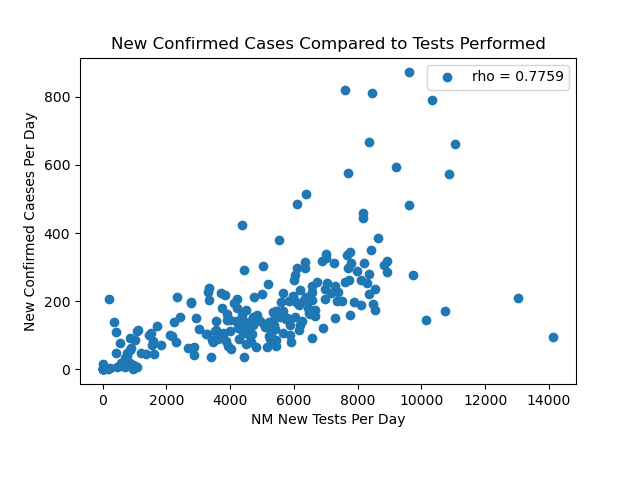 New Confirmed Cases Compared to Tests Performed
rho = 0.7759
800
600
400
200
0
New Confirmed Caeses Per Day
0 2000 4000 6000 8000 10000 12000 14000
NM New Tests Per Day